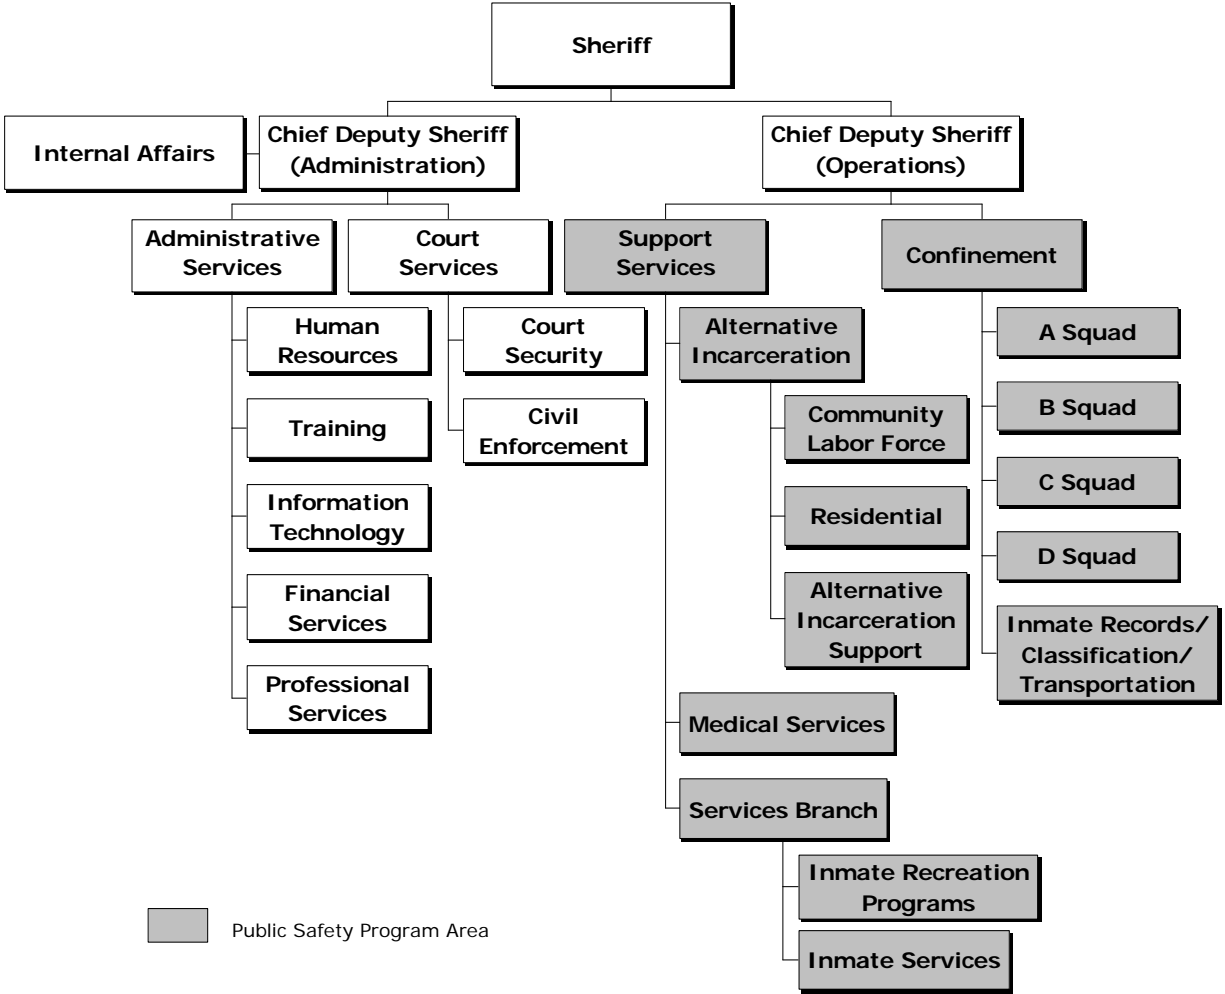 Sheriff
Internal Affairs
Chief Deputy Sheriff
(Administration)
Chief Deputy Sheriff
(Operations)
Administrative
Services
Court
Services
Support
Services
Confinement
Human
Resources
Training
Information
Technology
Financial
Services
Professional
Services
Court
Security
Civil
Enforcement
Alternative
Incarceration
Community
Labor Force
Residential
Alternative
Incarceration
Support
Medical Services
Services Branch
Inmate Recreation
Programs
Inmate Services
A Squad
B Squad
C Squad
D Squad
Inmate Records/
Classification/
Transportation
Public Safety Program Area